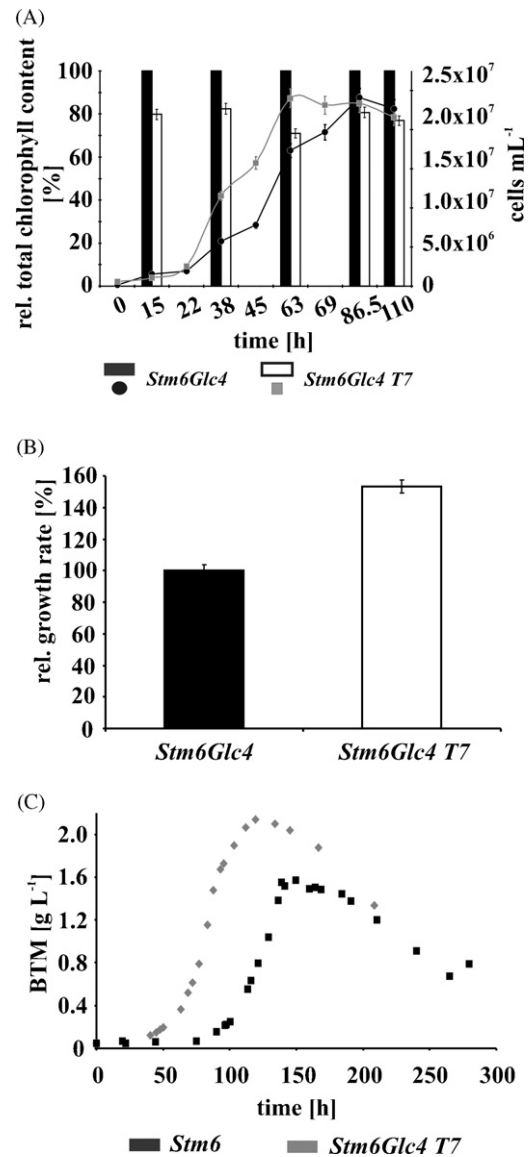 (A)
rel. total chlorophyll content
[%]
100
80
60
40
20
0
2.5x10⁷
2.0x10⁷
1.5x10⁷
1.0x10⁷
5.0x10⁶
0
cells mL⁻¹
0 15 22 38 45 63 69 86.5 110
time [h]
Stm6Glc4 Stm6Glc4 T7
(B)
rel. growth rate [%]
160
140
120
100
80
60
40
20
0
Stm6Glc4 Stm6Glc4 T7
(C)
BTM [g L⁻¹]
2.0
1.6
1.2
0.8
0.4
0
0 50 100 150 200 250 300
time [h]
Stm6 Stm6Glc4 T7